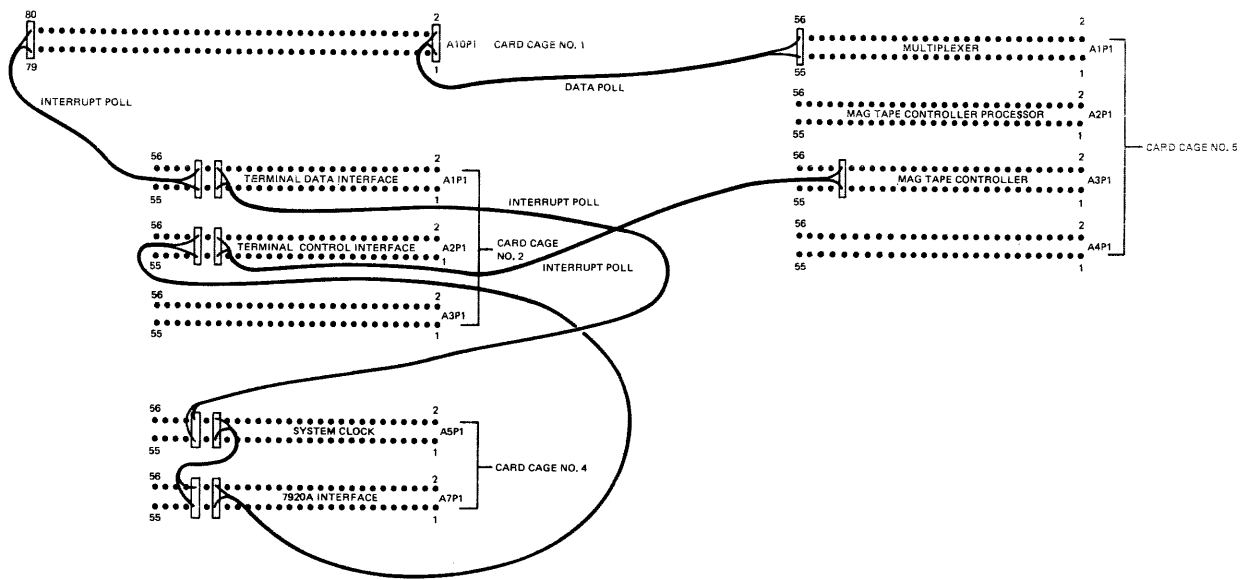 80
2
A10P1 CARD CAGE NO. 1
79
1
INTERRUPT POLL
DATA POLL
56
2
MULTIPLEXER
A1P1
55
1
56
2
MAG TAPE CONTROLLER PROCESSOR
A2P1
55
1
CARD CAGE NO. 5
56
2
MAG TAPE CONTROLLER
A3P1
55
1
56
2
A4P1
55
1
56
2
TERMINAL DATA INTERFACE
A1P1
55
1
INTERRUPT POLL
56
2
TERMINAL CONTROL INTERFACE
A2P1
55
1
CARD CAGE
NO. 2
INTERRUPT POLL
56
2
A3P1
55
1
56
2
SYSTEM CLOCK
A5P1
55
1
CARD CAGE NO. 4
56
2
7920A INTERFACE
A7P1
55
1